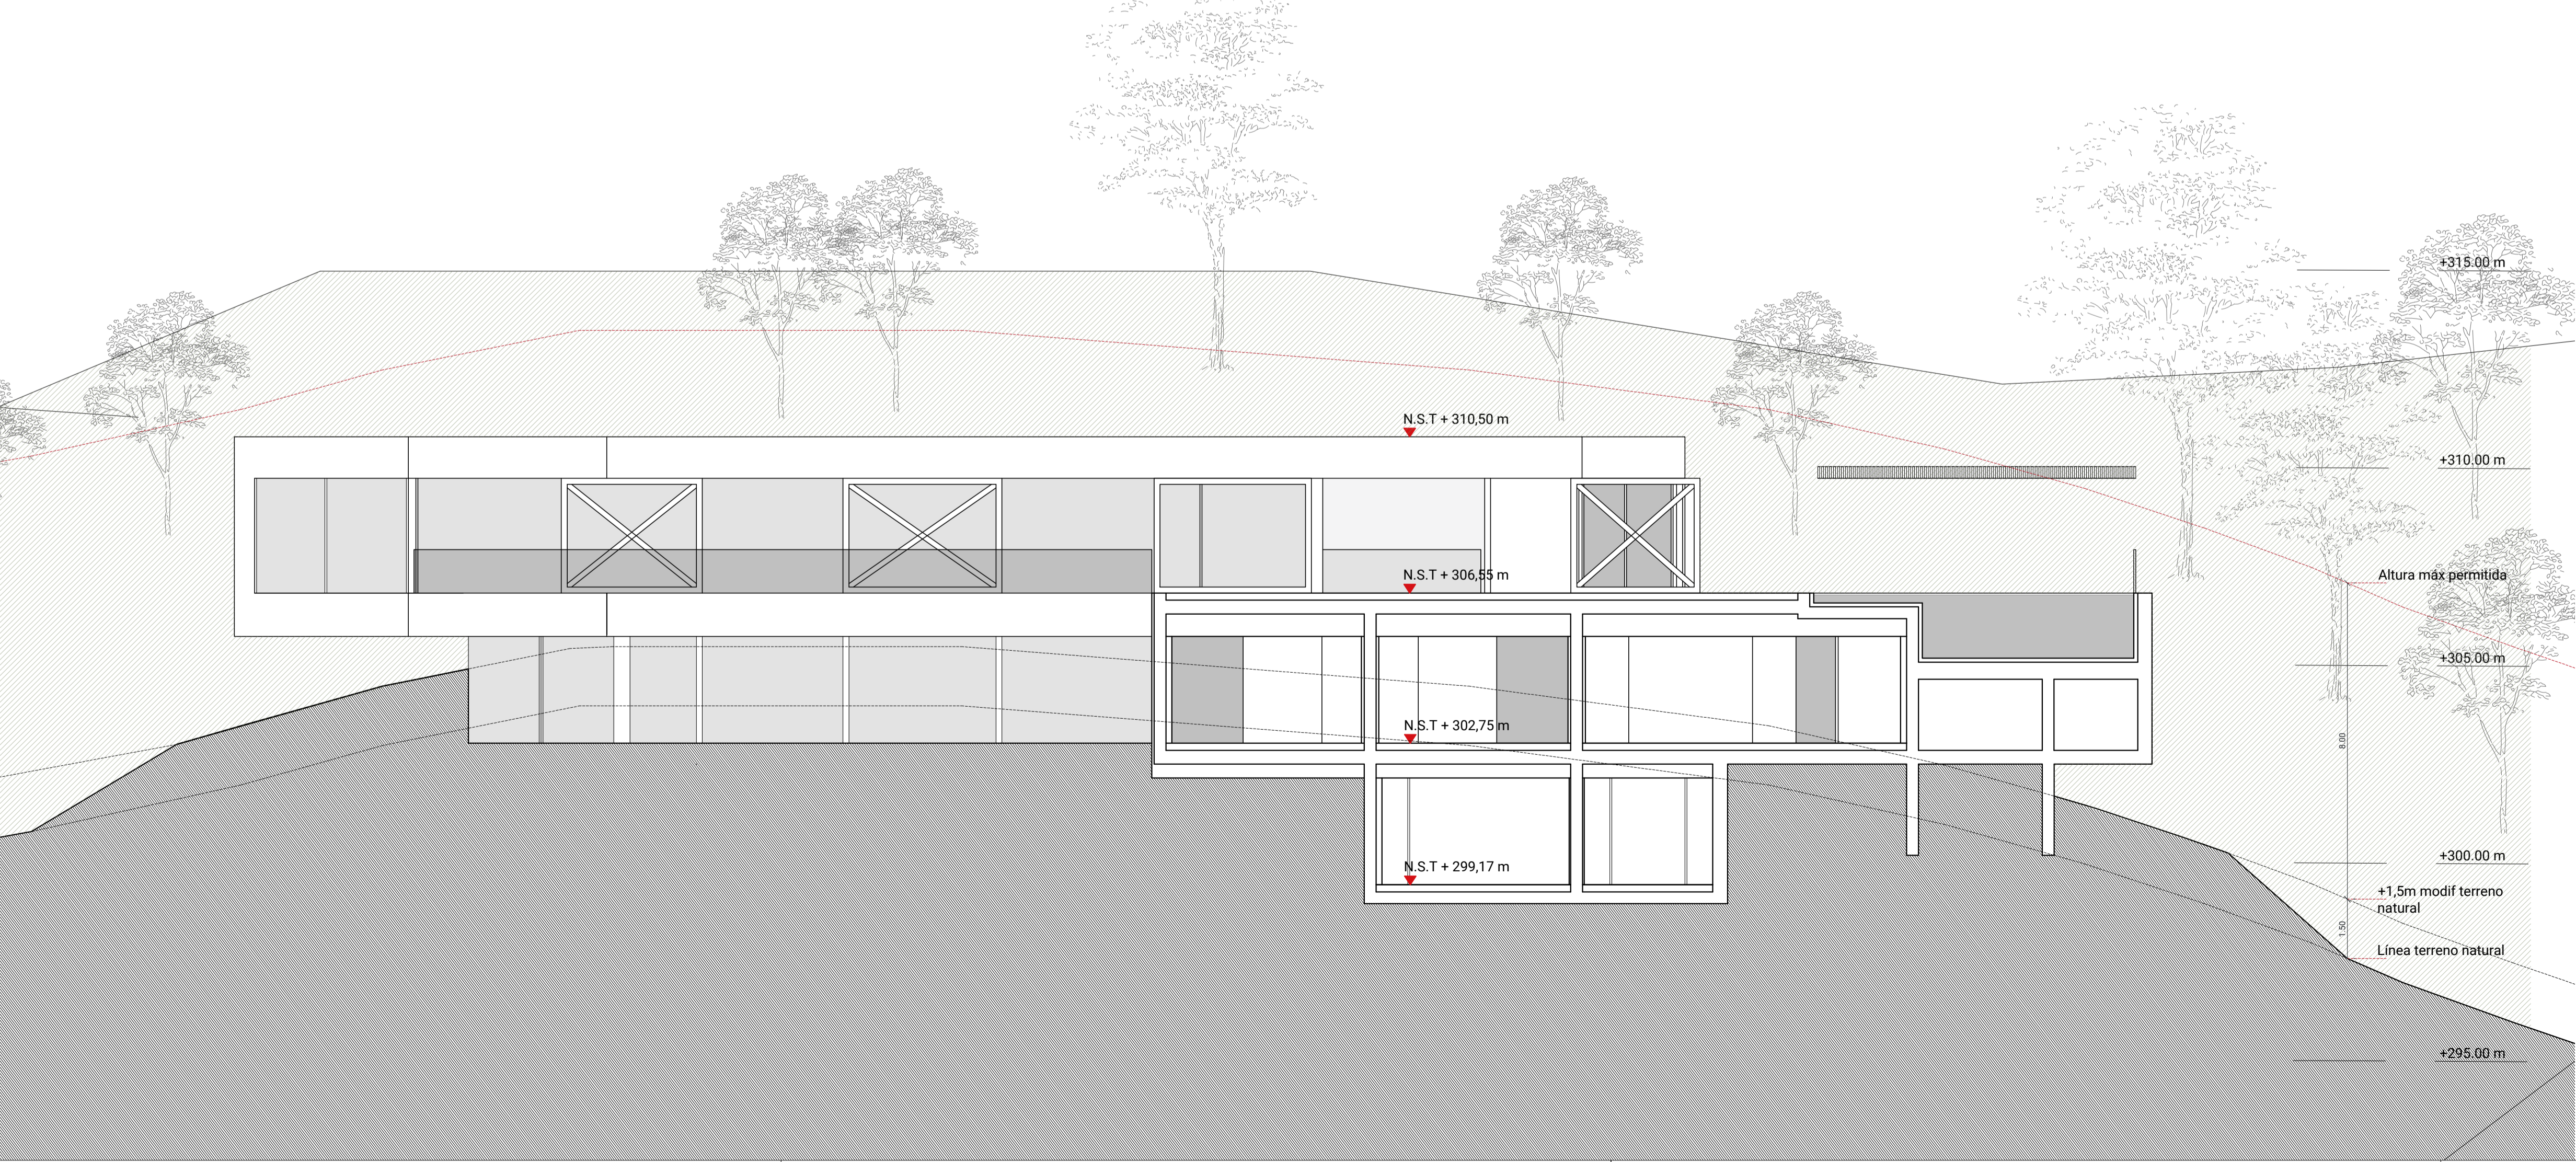 +315.00 m
N.S.T + 310,50 m
+310.00 m
N.S.T + 306,55 m
Altura máx permitida
+305.00 m
N.S.T + 302,75 m
8.00
+300.00 m
N.S.T + 299,17 m
+1,5m modif terreno
natural
1.50
Línea terreno natural
+295.00 m